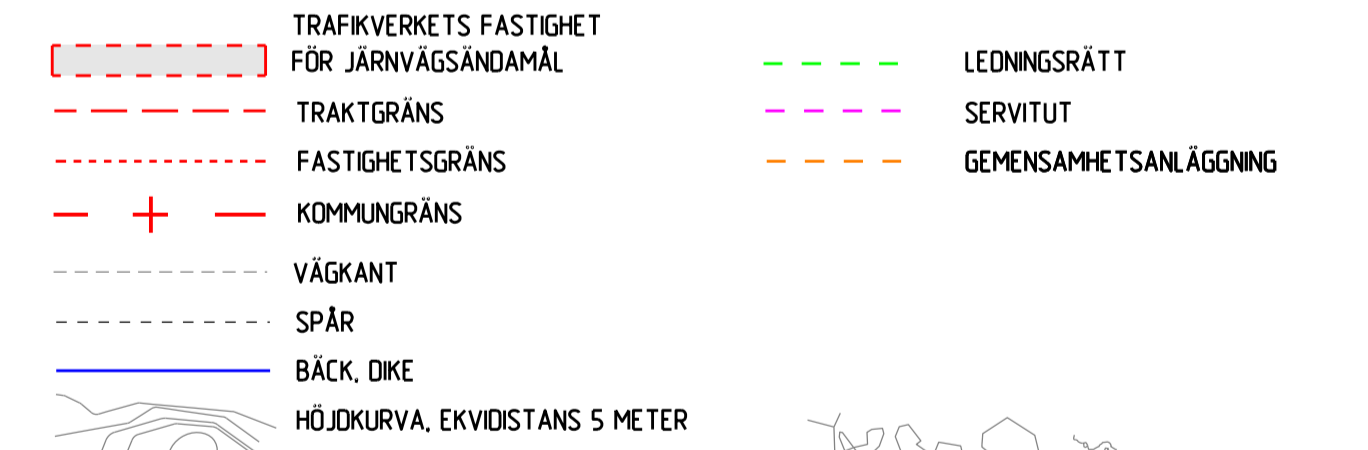 TRAFIKVERKETS FASTIGHET
FÖR JÄRNVÄGSÄNDAMÅL
TRAKTGRÄNS
FASTIGHETSGRÄNS
KOMMUNGRÄNS
VÄGKANT
SPÅR
BÄCK, DIKE
HÖJDKURVA, EKVIDISTANS 5 METER
LEDNINGSRÄTT
SERVITUT
GEMENSAMHETSANLÄGGNING